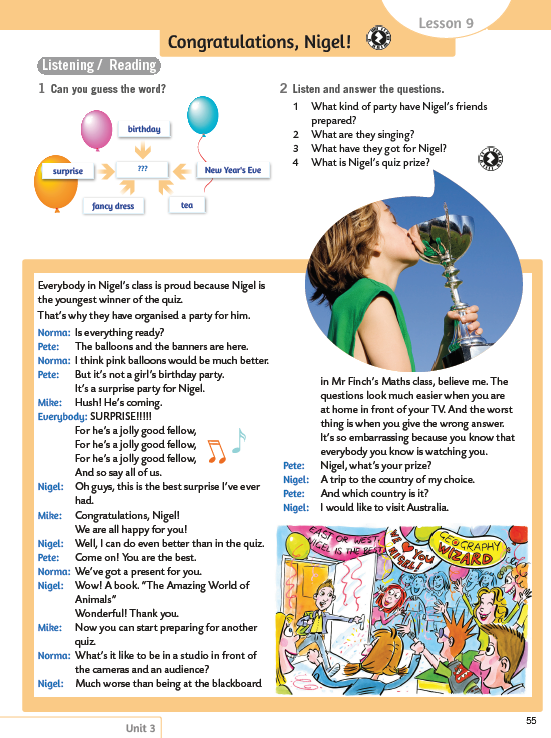 Lesson 9
Congratulations, Nigel!
Listening / Reading
1 Can you guess the word?
birthday
surprise
???
New Year's Eve
fancy dress
tea
2 Listen and answer the questions.
1 What kind of party have Nigel's friends
prepared?
2 What are they singing?
3 What have they got for Nigel?
4 What is Nigel's quiz prize?
Everybody in Nigel's class is proud because Nigel is
the youngest winner of the quiz.
That's why they have organised a party for him.
Norma: Is everything ready?
Pete: The balloons and the banners are here.
Norma: I think pink balloons would be much better.
Pete: But it's not a girl's birthday party.
It's a surprise party for Nigel.
Mike: Hush! He's coming.
Everybody: SURPRISE!!!!!
For he's a jolly good fellow,
For he's a jolly good fellow,
For he's a jolly good fellow,
And so say all of us.
Nigel: Oh guys, this is the best surprise I've ever
had.
Mike: Congratulations, Nigel!
We are all happy for you!
Nigel: Well, I can do even better than in the quiz.
Pete: Come on! You are the best.
Norma: We've got a present for you.
Nigel: Wow! A book. "The Amazing World of
Animals"
Wonderful! Thank you.
Mike: Now you can start preparing for another
quiz.
Norma: What's it like to be in a studio in front of
the cameras and an audience?
Nigel: Much worse than being at the blackboard
in Mr Finch's Maths class, believe me. The
questions look much easier when you are
at home in front of your TV. And the worst
thing is when you give the wrong answer.
It's so embarrassing because you know that
everybody you know is watching you.
Pete: Nigel, what's your prize?
Nigel: A trip to the country of my choice.
Pete: And which country is it?
Nigel: I would like to visit Australia.
EAST OR WEST,
NIGEL IS THE BEST
WE ♥ YOU
NIGEL!
GEOGRAPHY
WIZARD
Unit 3
55